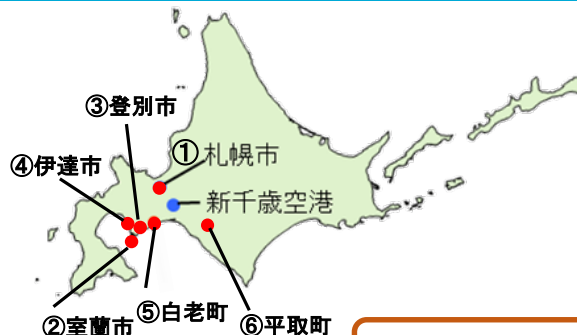 ③登別市
①札幌市
④伊達市
新千歳空港
②室蘭市
⑤白老町
⑥平取町